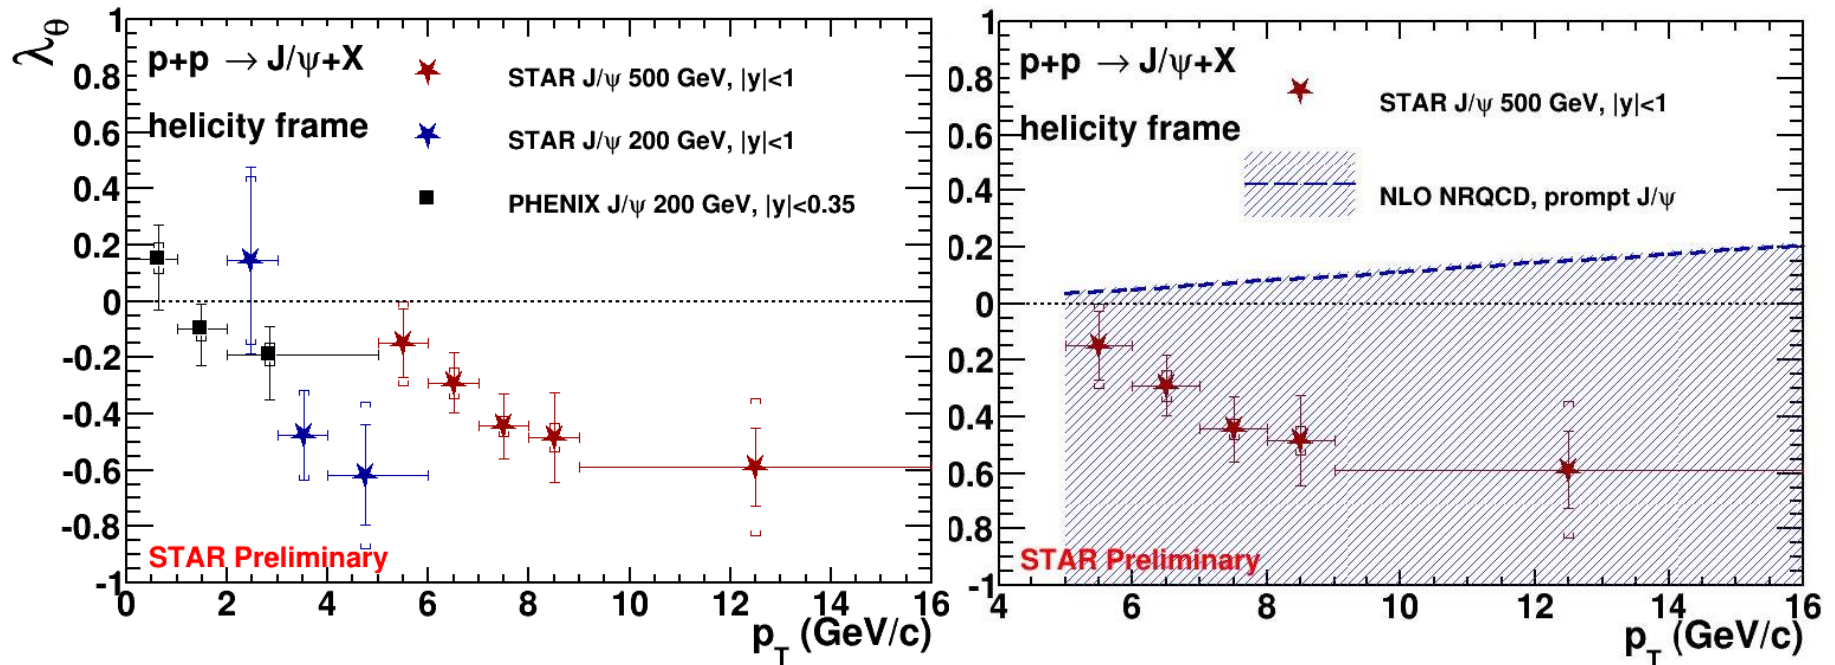 λθ
p+p → J/ψ+X
helicity frame
STAR J/ψ 500 GeV, |y|<1
STAR J/ψ 200 GeV, |y|<1
PHENIX J/ψ 200 GeV, |y|<0.35
STAR Preliminary
1
0.8
0.6
0.4
0.2
0
-0.2
-0.4
-0.6
-0.8
-1
0 2 4 6 8 10 12 14 16
pT (GeV/c)
p+p → J/ψ+X
helicity frame
STAR J/ψ 500 GeV, |y|<1
NLO NRQCD, prompt J/ψ
STAR Preliminary
1
0.8
0.6
0.4
0.2
0
0.2
0.4
0.6
0.8
-1
4 6 8 10 12 14 16
pT (GeV/c)